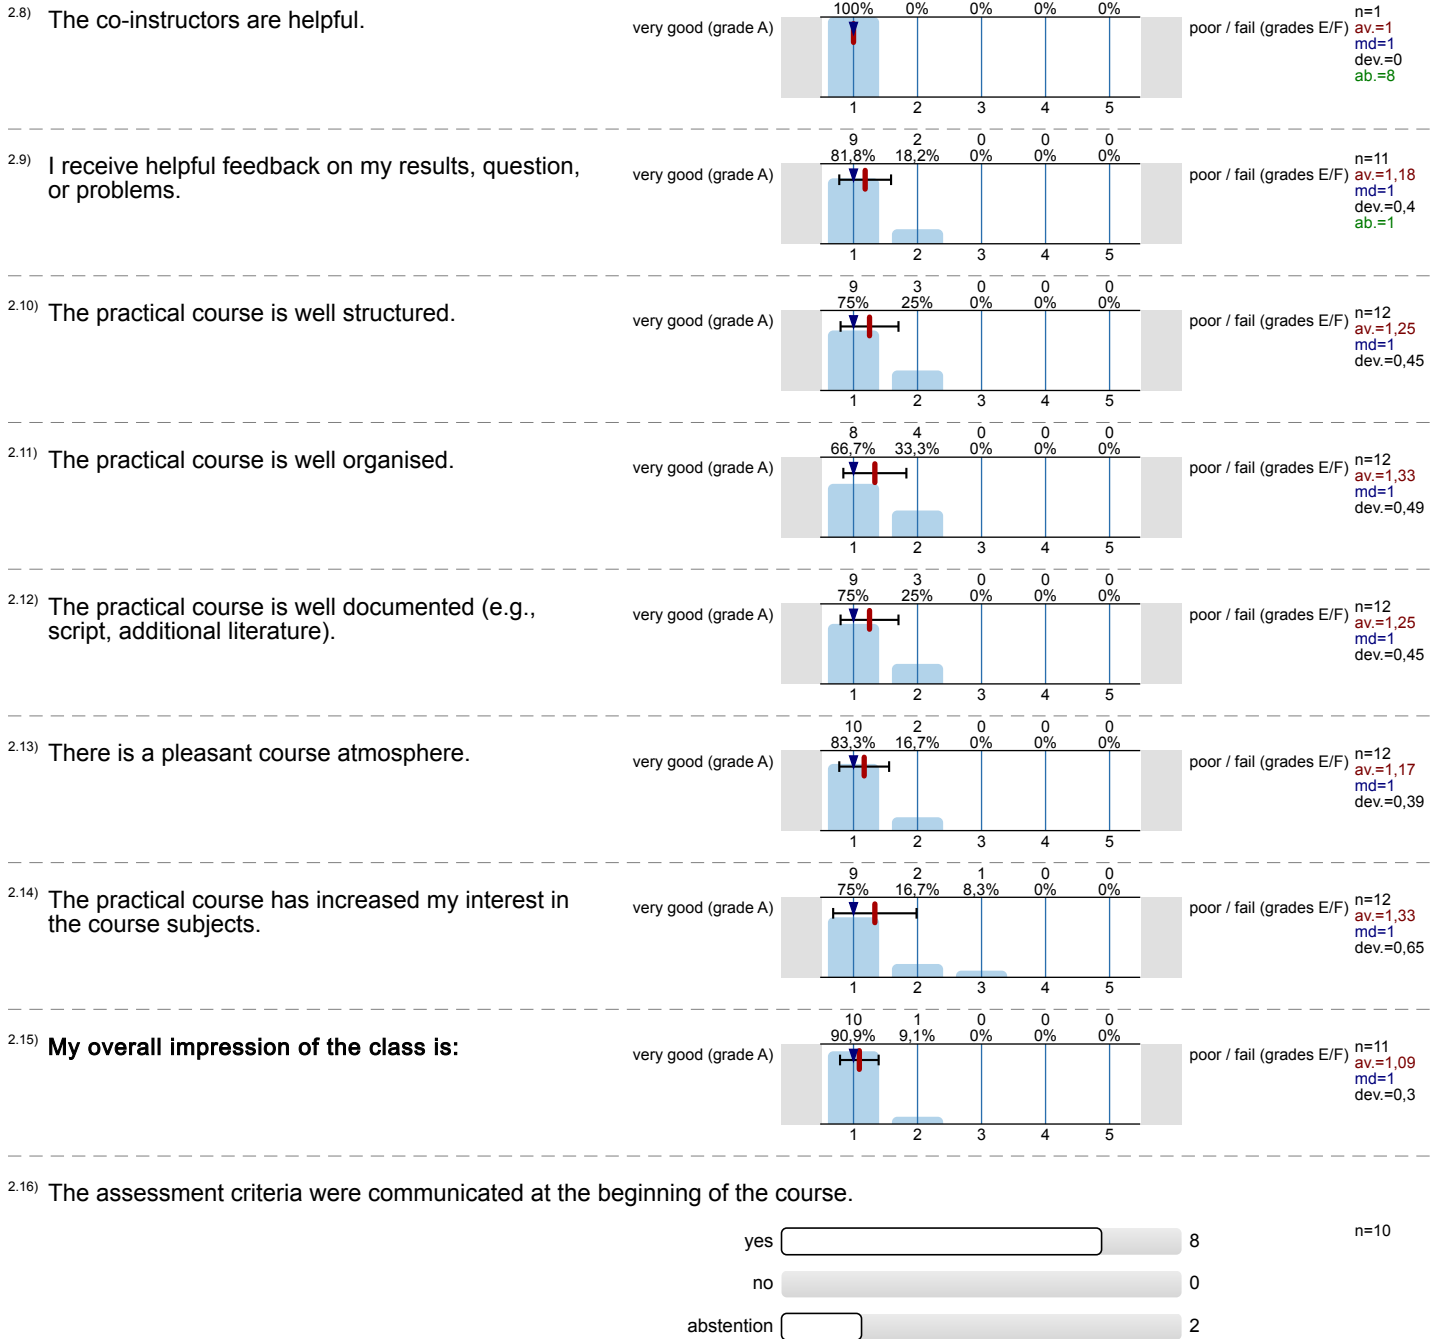 2.8) The co-instructors are helpful.
100% 0% 0% 0% 0%
very good (grade A) poor / fail (grades E/F)
n=1
av.=1
md=1
dev.=0
ab.=8
1 2 3 4 5
2.9) I receive helpful feedback on my results, question,
or problems.
9 2 0 0 0
81,8% 18,2% 0% 0% 0%
very good (grade A) poor / fail (grades E/F)
n=11
av.=1,18
md=1
dev.=0,4
ab.=1
1 2 3 4 5
2.10) The practical course is well structured.
9 3 0 0 0
75% 25% 0% 0% 0%
very good (grade A) poor / fail (grades E/F)
n=12
av.=1,25
md=1
dev.=0,45
1 2 3 4 5
2.11) The practical course is well organised.
8 4 0 0 0
66,7% 33,3% 0% 0% 0%
very good (grade A) poor / fail (grades E/F)
n=12
av.=1,33
md=1
dev.=0,49
1 2 3 4 5
2.12) The practical course is well documented (e.g.,
script, additional literature).
9 3 0 0 0
75% 25% 0% 0% 0%
very good (grade A) poor / fail (grades E/F)
n=12
av.=1,25
md=1
dev.=0,45
1 2 3 4 5
2.13) There is a pleasant course atmosphere.
10 2 0 0 0
83,3% 16,7% 0% 0% 0%
very good (grade A) poor / fail (grades E/F)
n=12
av.=1,17
md=1
dev.=0,39
1 2 3 4 5
2.14) The practical course has increased my interest in
the course subjects.
9 2 1 0 0
75% 16,7% 8,3% 0% 0%
very good (grade A) poor / fail (grades E/F)
n=12
av.=1,33
md=1
dev.=0,65
1 2 3 4 5
2.15) My overall impression of the class is:
10 1 0 0 0
90,9% 9,1% 0% 0% 0%
very good (grade A) poor / fail (grades E/F)
n=11
av.=1,09
md=1
dev.=0,3
1 2 3 4 5
2.16) The assessment criteria were communicated at the beginning of the course.
yes 8 n=10
no 0
abstention 2